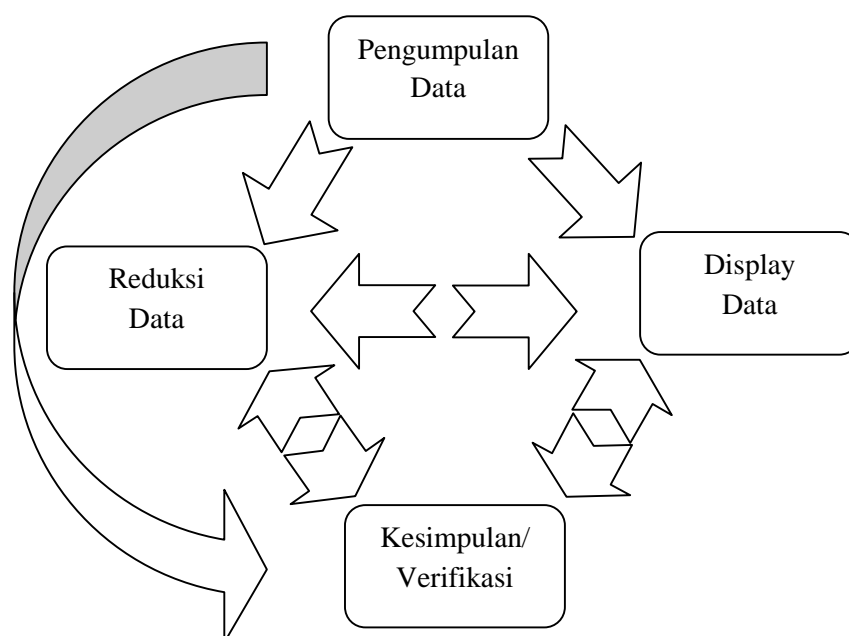 Pengumpulan
Data
Reduksi
Data
Display
Data
Kesimpulan/
Verifikasi